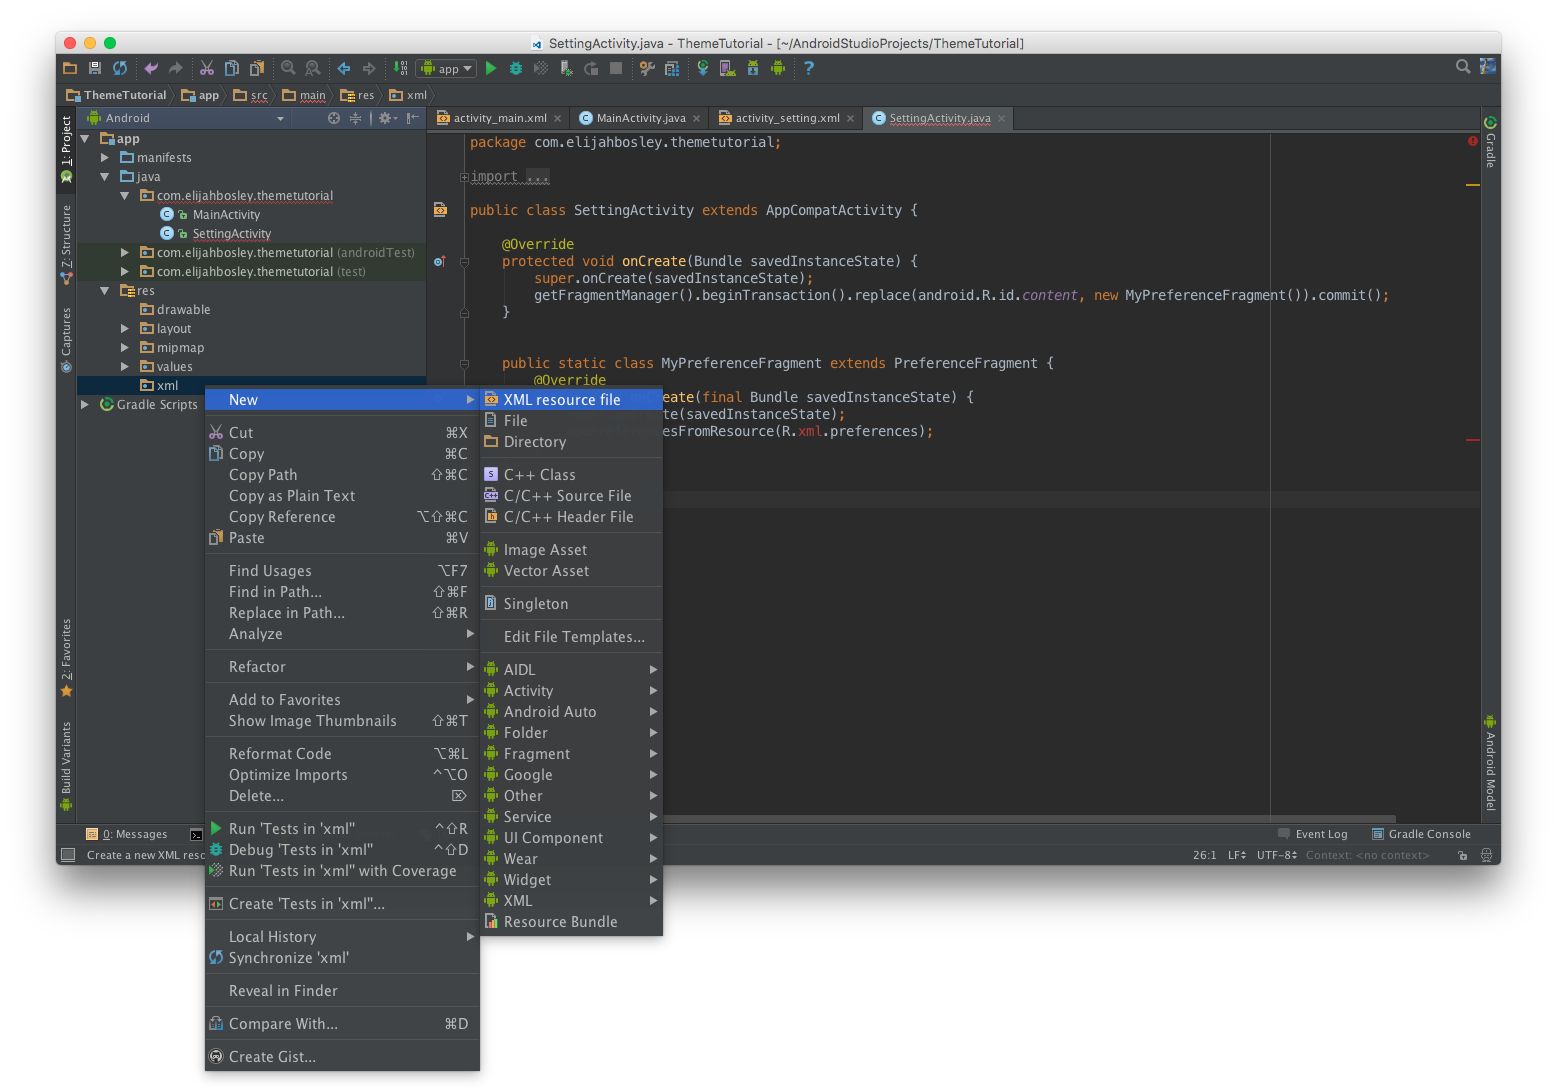 SettingActivity.java - ThemeTutorial - [~/AndroidStudioProjects/ThemeTutorial]
app
?
ThemeTutorial app src main res xml
Android
activity_main.xml MainActivity.java activity_setting.xml SettingActivity.java
1: Project
7: Structure
Captures
2: Favorites
Build Variants
app
manifests
java
com.elijahbosley.themetutorial
MainActivity
SettingActivity
com.elijahbosley.themetutorial (androidTest)
com.elijahbosley.themetutorial (test)
res
drawable
layout
mipmap
values
xml
Gradle Scripts
package com.elijahbosley.themetutorial;
import ...
public class SettingActivity extends AppCompatActivity {
@Override
protected void onCreate(Bundle savedInstanceState) {
super.onCreate(savedInstanceState);
getFragmentManager().beginTransaction().replace(android.R.id.content, new MyPreferenceFragment()).commit();
}
public static class MyPreferenceFragment extends PreferenceFragment {
@Override
eate(final Bundle savedInstanceState) {
te(savedInstanceState);
esFromResource(R.xml.preferences);
Gradle
Android Model
New
Cut ⌘X
Copy ⌘C
Copy Path ⇧⌘C
Copy as Plain Text
Copy Reference ⌥⇧⌘C
Paste ⌘V
Find Usages ⌥F7
Find in Path... ⇧⌘F
Replace in Path... ⇧⌘R
Analyze
Refactor
Add to Favorites
Show Image Thumbnails ⇧⌘T
Reformat Code ⌥⌘L
Optimize Imports ^⌥O
Delete... ⌦
Run 'Tests in 'xml'' ^⇧R
Debug 'Tests in 'xml'' ^⇧D
Run 'Tests in 'xml'' with Coverage
Create 'Tests in 'xml''...
Local History
Synchronize 'xml'
Reveal in Finder
Compare With... ⌘D
Create Gist...
XML resource file
File
Directory
C++ Class
C/C++ Source File
C/C++ Header File
Image Asset
Vector Asset
Singleton
Edit File Templates...
AIDL
Activity
Android Auto
Folder
Fragment
Google
Other
Service
UI Component
Wear
Widget
XML
Resource Bundle
0: Messages
Event Log Gradle Console
Create a new XML reso
26:1 LF UTF-8 Context: <no context>